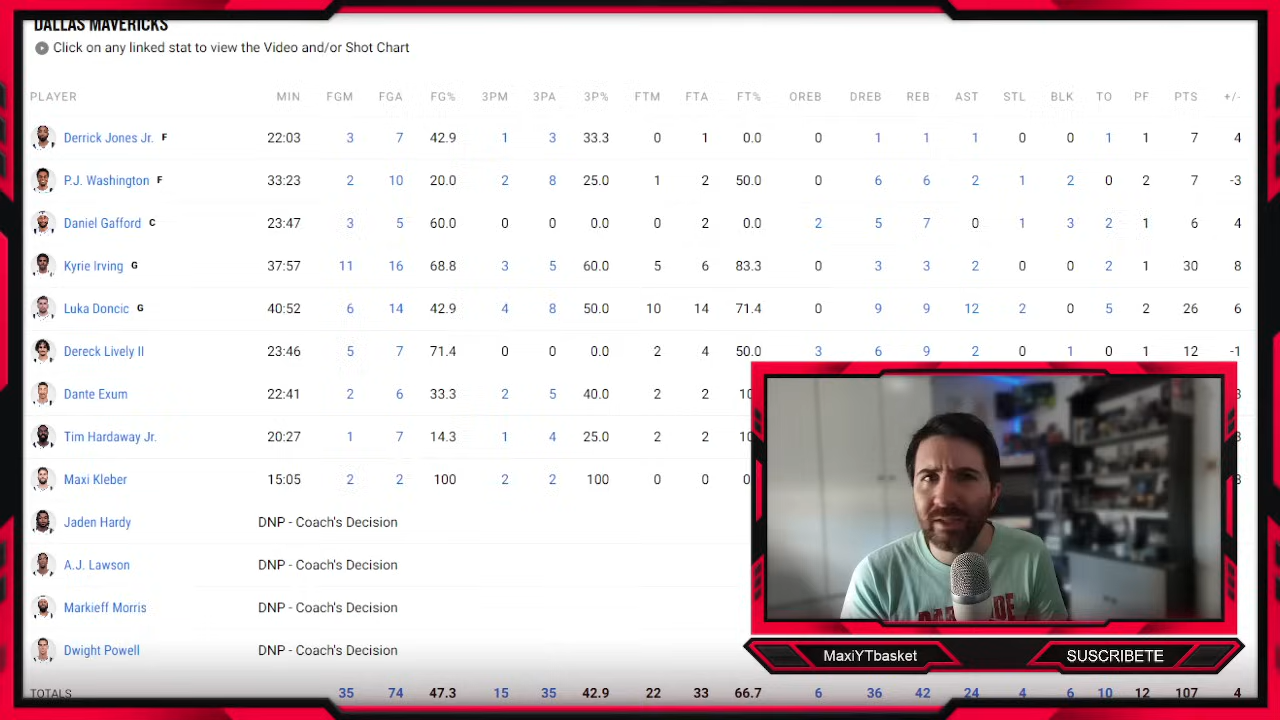 DALLAS MAVERICKS
Click on any linked stat to view the Video and/or Shot Chart
PLAYER MIN FGM FGA FG% 3PM 3PA 3P% FTM FTA FT% OREB DREB REB AST STL BLK TO PF PTS +/-
Derrick Jones Jr. F 22:03 3 7 42.9 1 3 33.3 0 1 0.0 0 1 1 1 0 0 1 1 7 4
P.J. Washington F 33:23 2 10 20.0 2 8 25.0 1 2 50.0 0 6 6 2 1 2 0 2 7 -3
Daniel Gafford C 23:47 3 5 60.0 0 0 0.0 0 2 0.0 2 5 7 0 1 3 2 1 6 4
Kyrie Irving G 37:57 11 16 68.8 3 5 60.0 5 6 83.3 0 3 3 2 0 0 2 1 30 8
Luka Doncic G 40:52 6 14 42.9 4 8 50.0 10 14 71.4 0 9 9 12 2 0 5 2 26 6
Dereck Lively II 23:46 5 7 71.4 0 0 0.0 2 4 50.0 3 6 9 2 0 1 0 1 12 -1
Dante Exum 22:41 2 6 33.3 2 5 40.0 2 2
Tim Hardaway Jr. 20:27 1 7 14.3 1 4 25.0 2 2
Maxi Kleber 15:05 2 2 100 2 2 100 0 0
Jaden Hardy DNP - Coach's Decision
A.J. Lawson DNP - Coach's Decision
Markieff Morris DNP - Coach's Decision
Dwight Powell DNP - Coach's Decision
MaxiYTbasket SUSCRIBETE
TOTALS 35 74 47.3 15 35 42.9 22 33 66.7 6 36 42 24 4 6 10 12 107 4